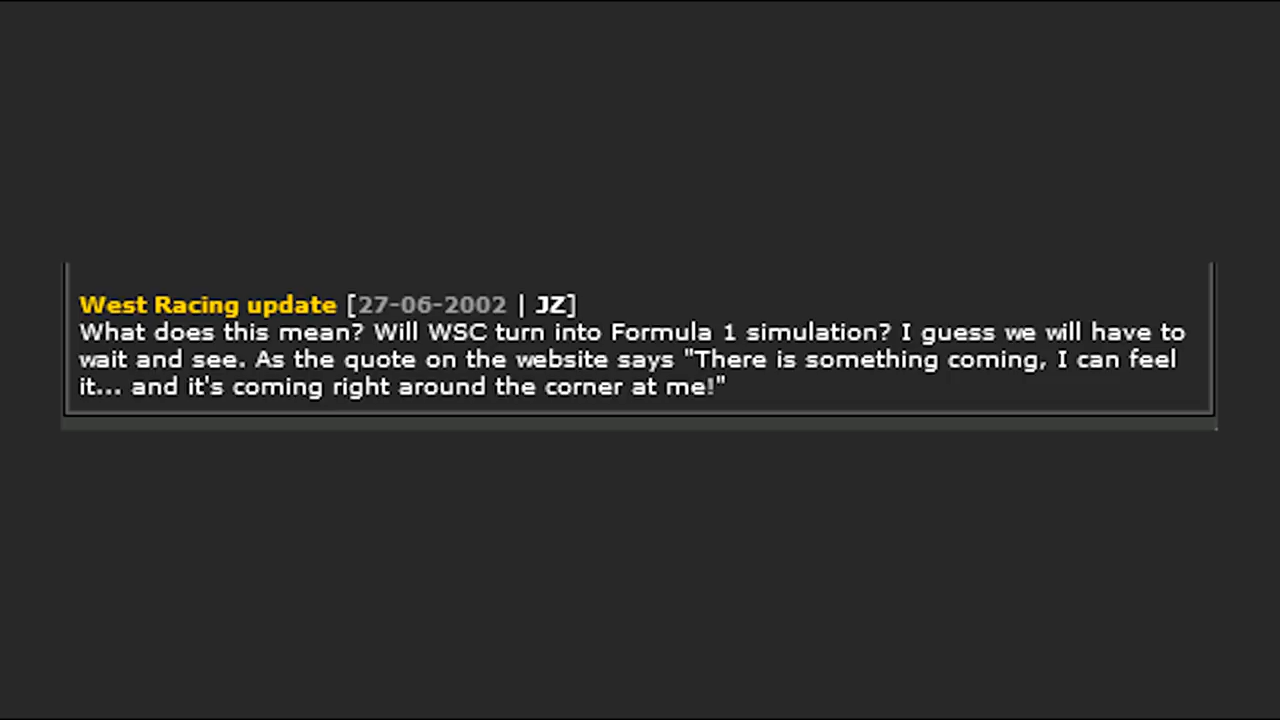 West Racing update [27-06-2002 | JZ]
What does this mean? Will WSC turn into Formula 1 simulation? I guess we will have to
wait and see. As the quote on the website says "There is something coming, I can feel
it... and it's coming right around the corner at me!"